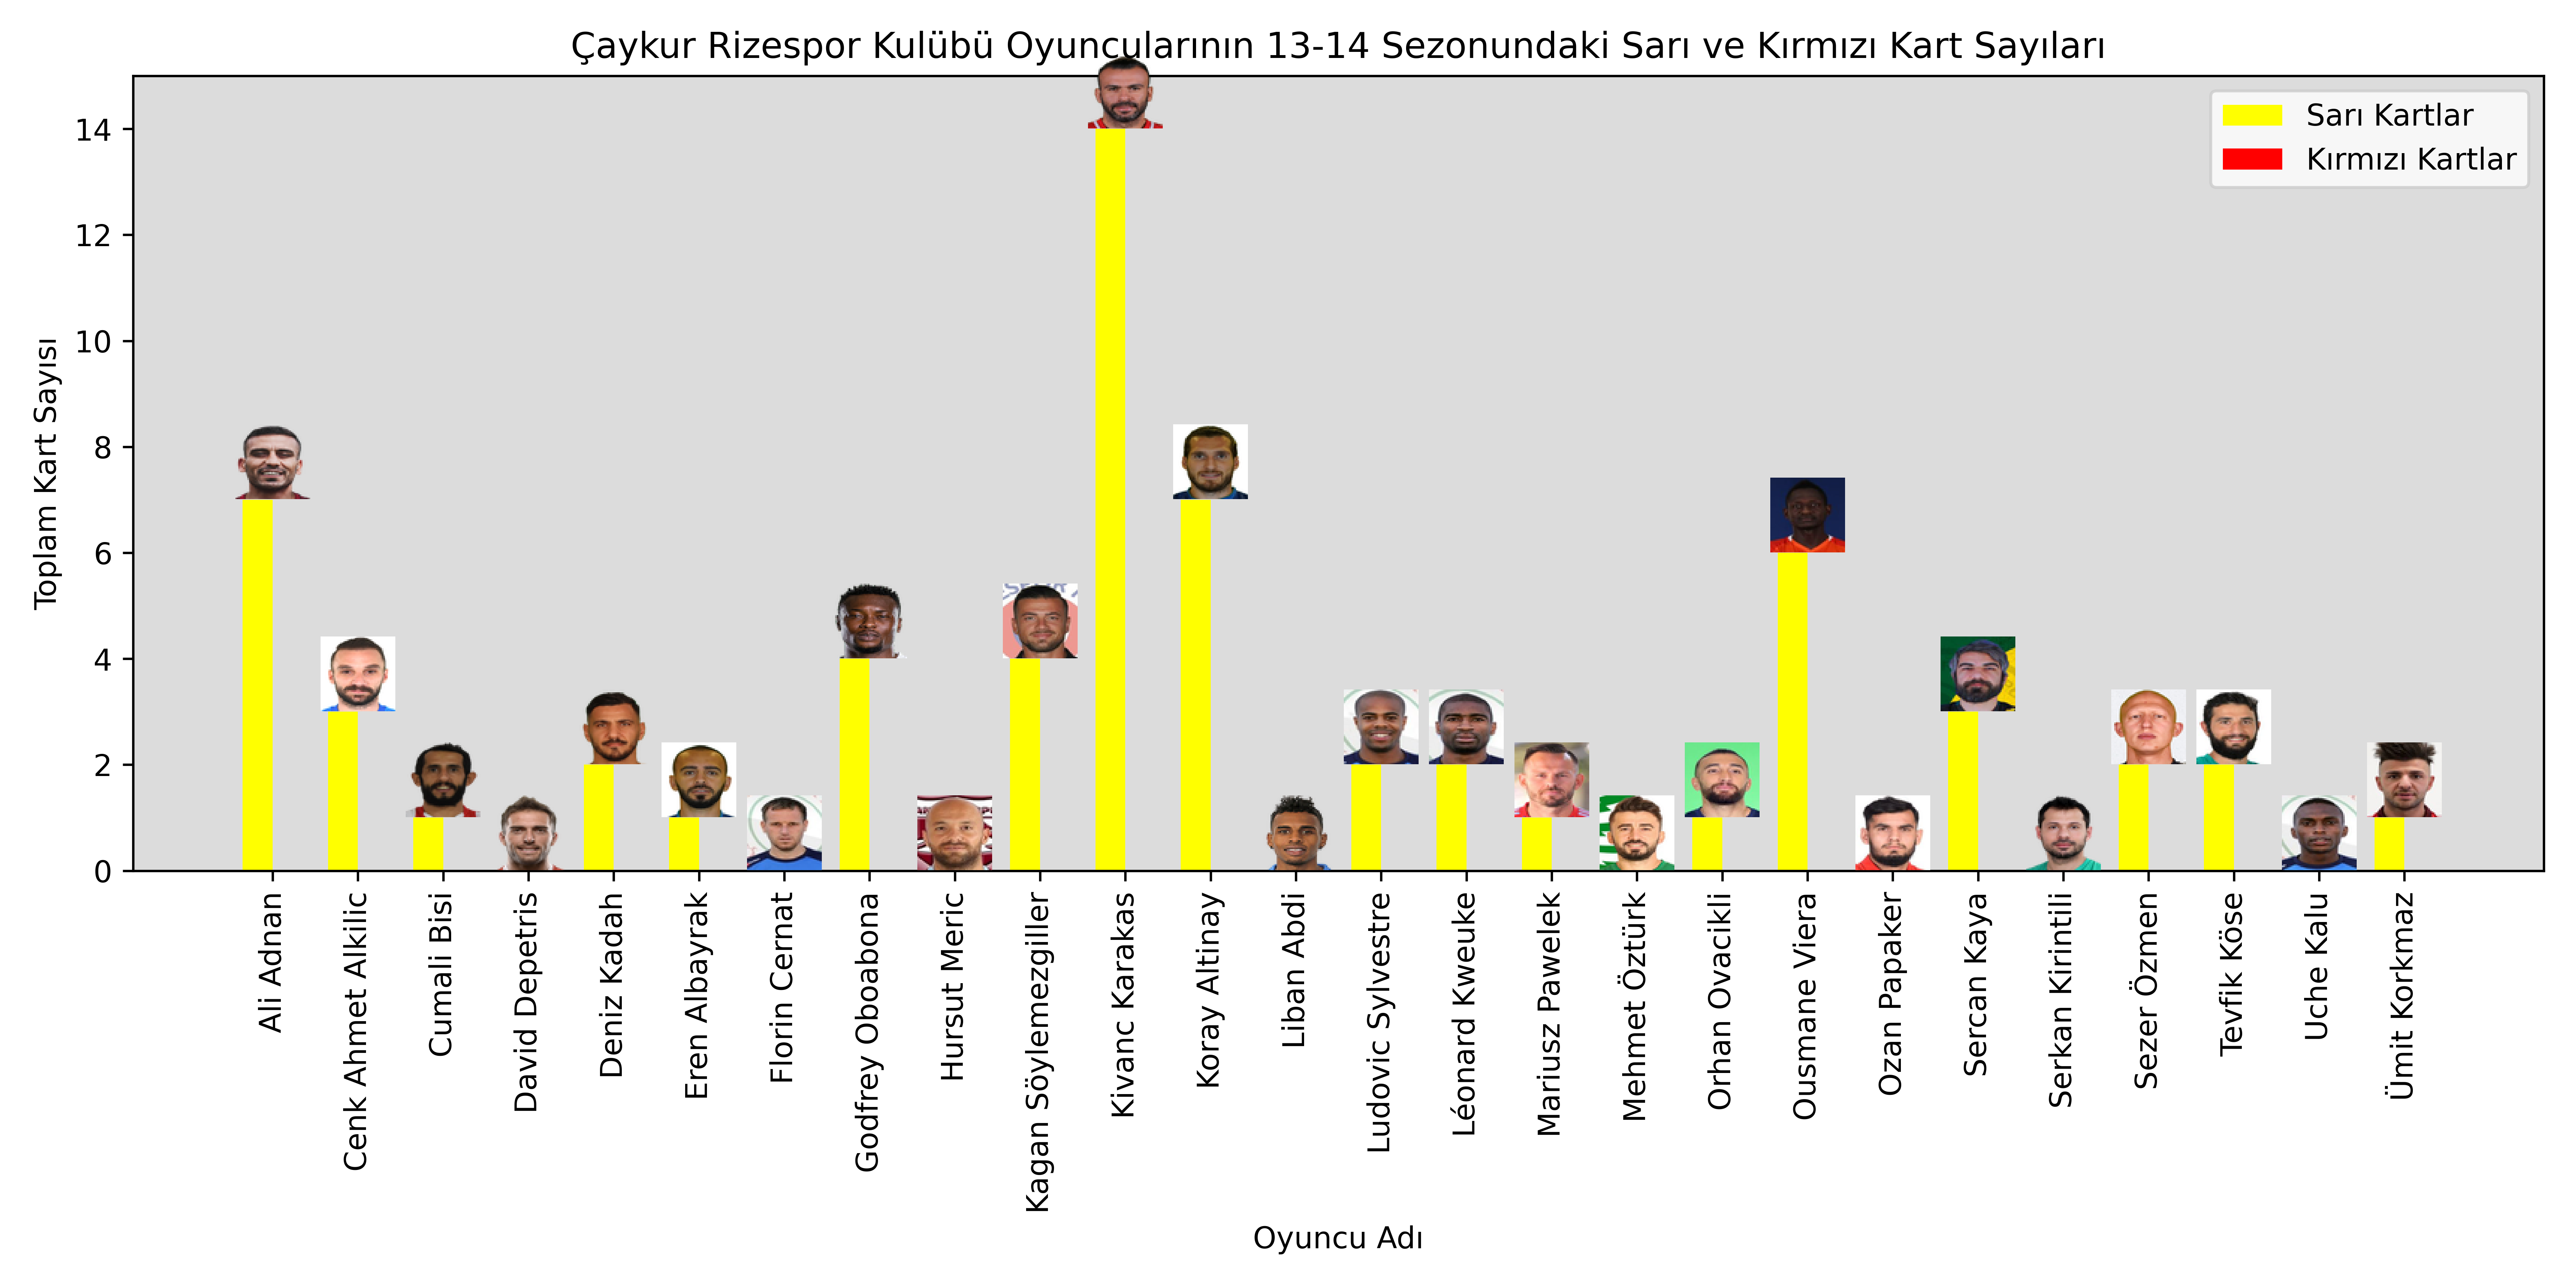 Çaykur Rizespor Kulübü Oyuncularının 13-14 Sezonundaki Sarı ve Kırmızı Kart Sayıları
Sarı Kartlar
Kırmızı Kartlar
Toplam Kart Sayısı
14
12
10
8
6
4
2
0
Ali Adnan
Cenk Ahmet Alkilic
Cumali Bisi
David Depetris
Deniz Kadah
Eren Albayrak
Florin Cernat
Godfrey Oboabona
Hursut Meric
Kagan Söylemezgiller
Kivanc Karakas
Koray Altinay
Liban Abdi
Ludovic Sylvestre
Léonard Kweuke
Mariusz Pawelek
Mehmet Öztürk
Orhan Ovacikli
Ousmane Viera
Ozan Papaker
Sercan Kaya
Serkan Kirintili
Sezer Özmen
Tevfik Köse
Uche Kalu
Ümit Korkmaz
Oyuncu Adı